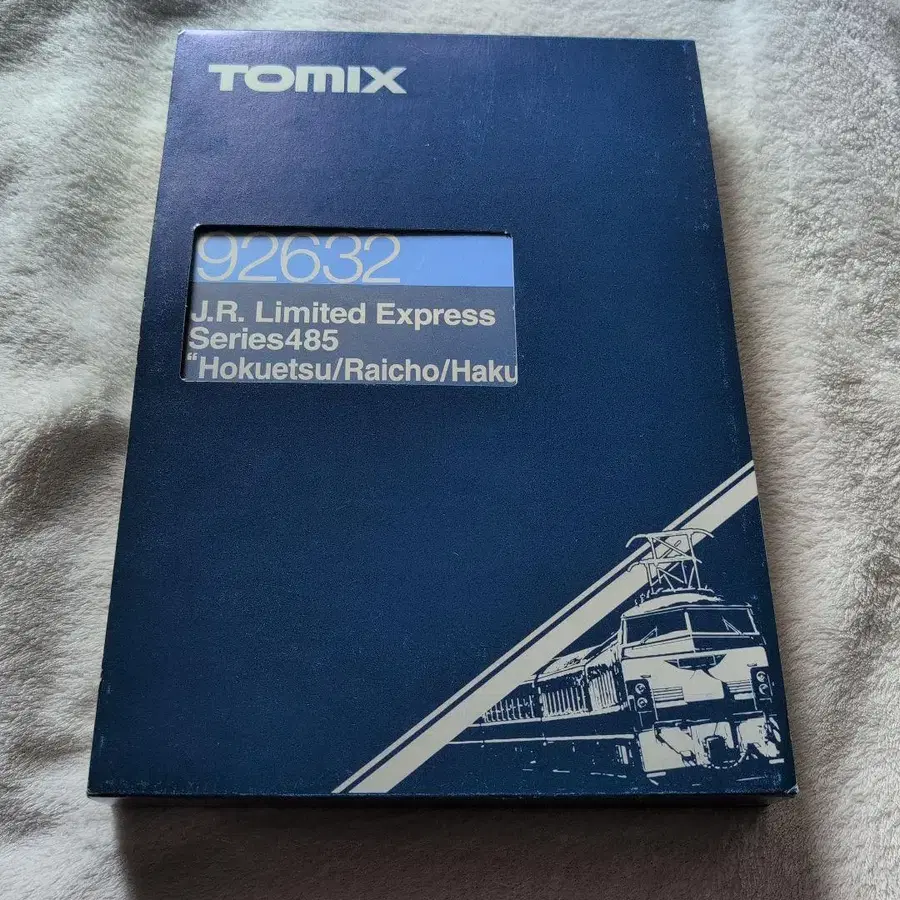 TOMIX
92632
J.R. Limited Express
Series485
"Hokuetsu/Raicho/Haku